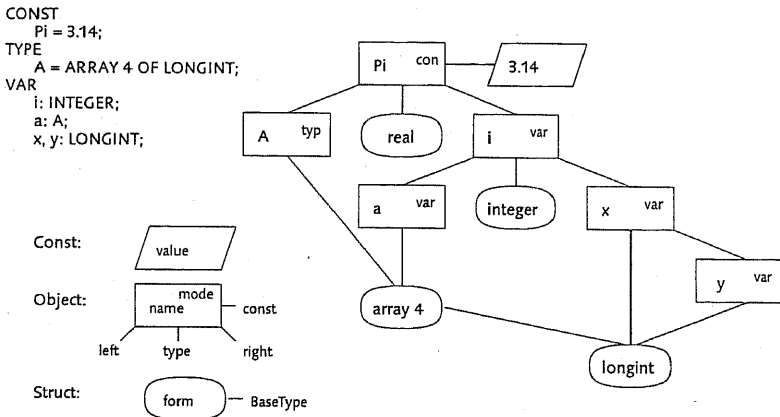 CONST
Pi = 3.14;
TYPE
A = ARRAY 4 OF LONGINT;
VAR
i: INTEGER;
a: A;
x, y: LONGINT;
Pi con
3.14
A typ
real
i var
a var
integer
x var
y var
array 4
longint
Const:
value
Object:
mode
name
const
left
type
right
Struct:
form
BaseType